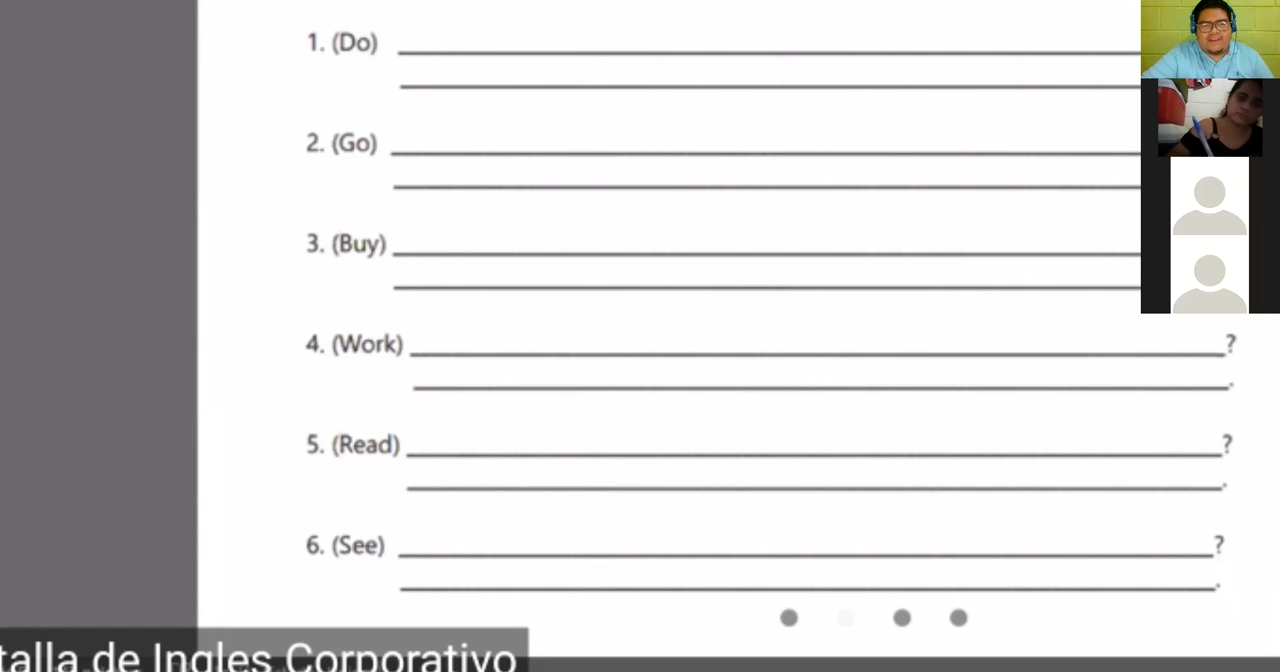 1. (Do)
2. (Go)
3. (Buy)
4. (Work) ?
.
5. (Read) ?
.
6. (See) ?
.
talla de Ingles Corporativo